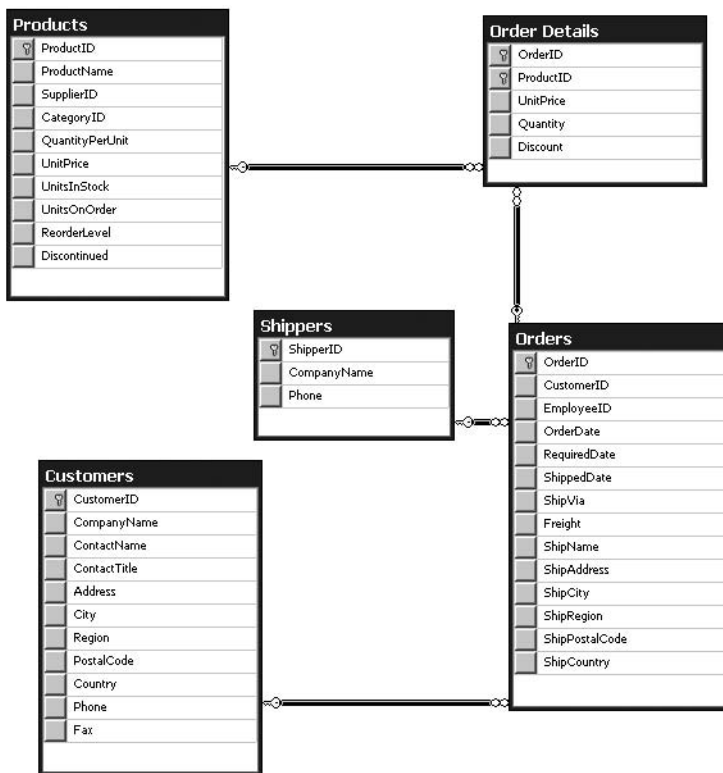 Products
ProductID
ProductName
SupplierID
CategoryID
QuantityPerUnit
UnitPrice
UnitsInStock
UnitsOnOrder
ReorderLevel
Discontinued
Order Details
OrderID
ProductID
UnitPrice
Quantity
Discount
Shippers
ShipperID
CompanyName
Phone
Orders
OrderID
CustomerID
EmployeeID
OrderDate
RequiredDate
ShippedDate
ShipVia
Freight
ShipName
ShipAddress
ShipCity
ShipRegion
ShipPostalCode
ShipCountry
Customers
CustomerID
CompanyName
ContactName
ContactTitle
Address
City
Region
PostalCode
Country
Phone
Fax